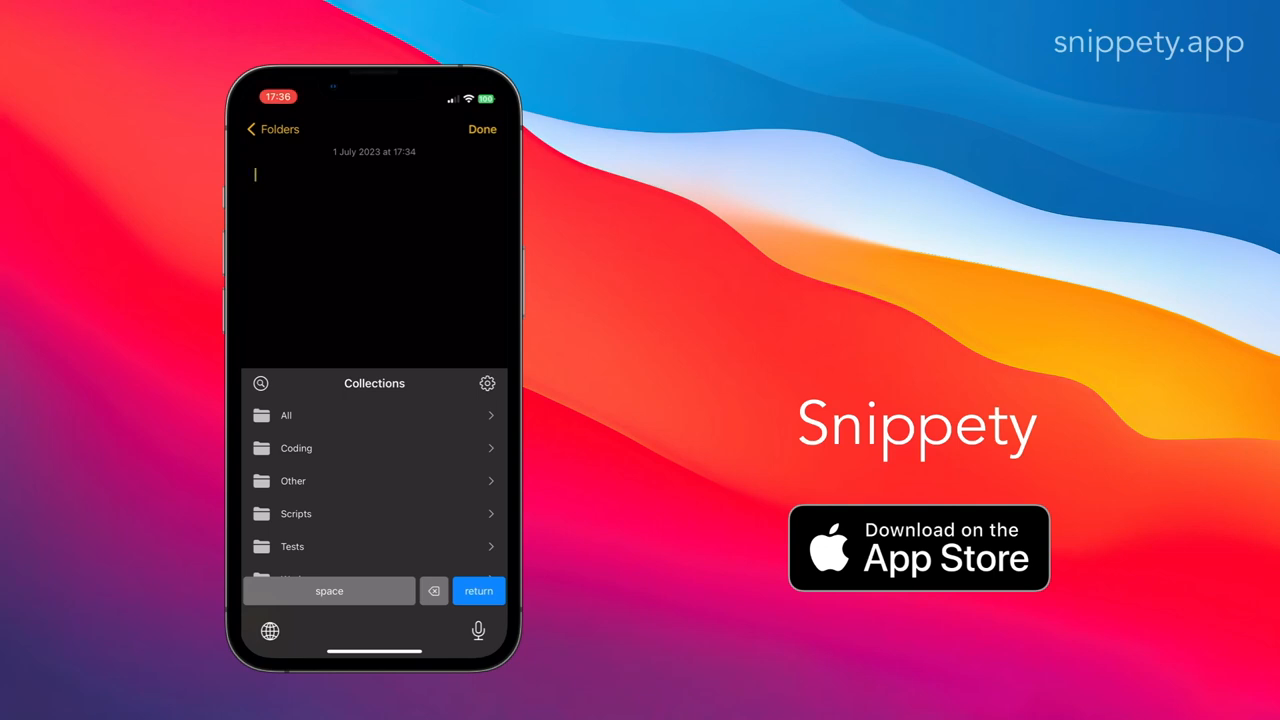 snippety.app
17:36
100
Folders
Done
1 July 2023 at 17:34
Collections
All
Coding
Other
Scripts
Tests
space
return
Snippety
Download on the
App Store